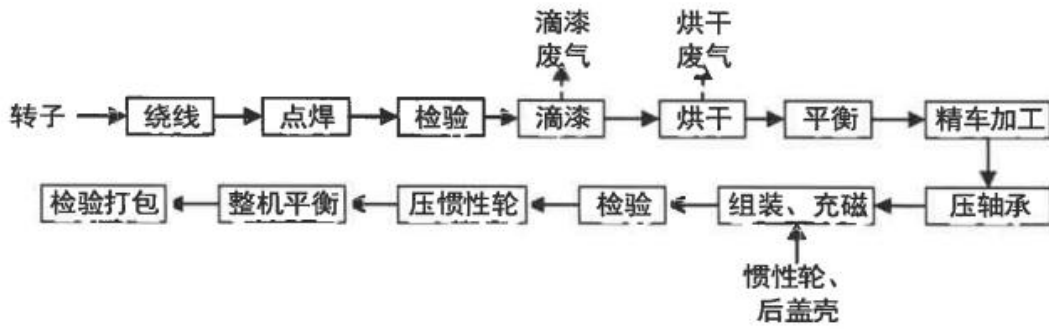 滴漆
废气
烘干
废气
转子
绕线
点焊
检验
滴漆
烘干
平衡
精车加工
检验打包
整机平衡
压惯性轮
检验
组装、充磁
压轴承
惯性轮、
后盖壳